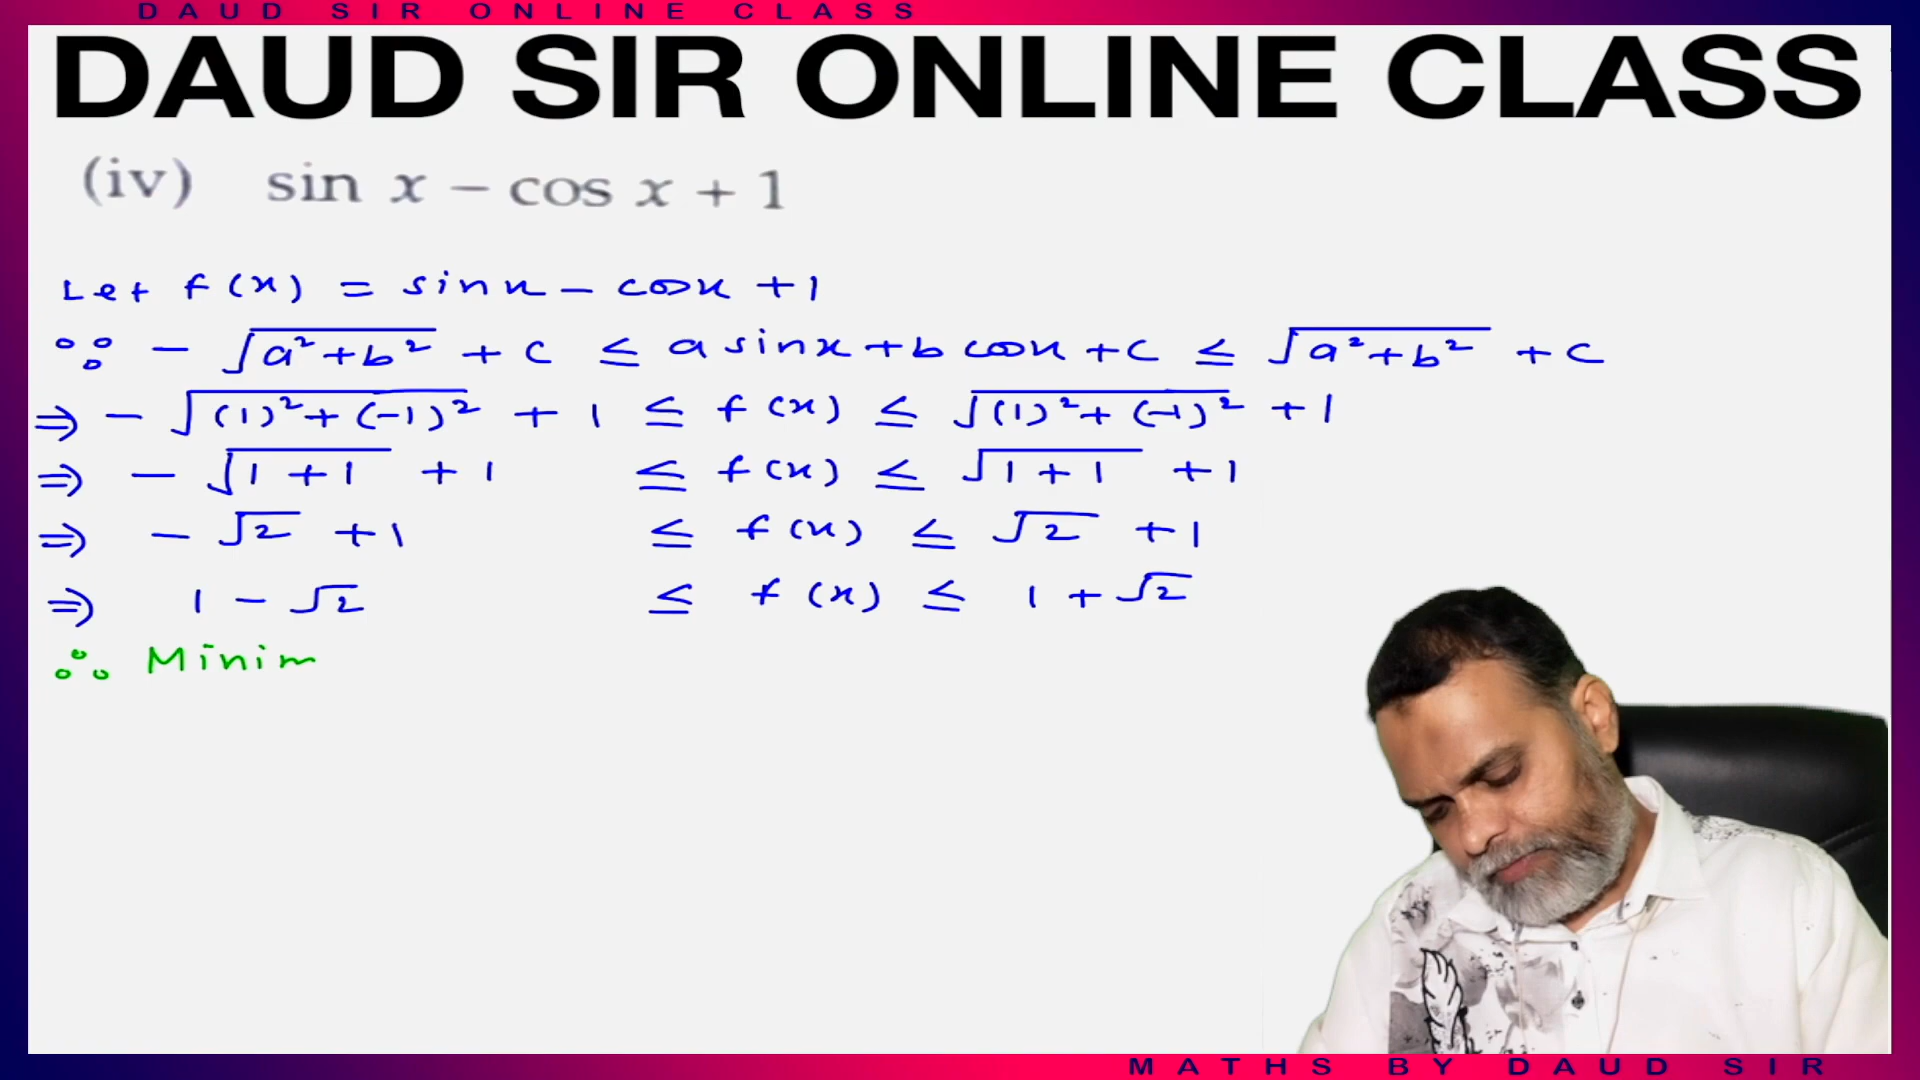 DAUD SIR ONLINE CLASS
DAUD SIR ONLINE CLASS
(iv) sin x − cos x + 1
Let f(x) = sinx − cosx + 1
∵ − √(a² + b²) + c ≤ a sinx + b cosx + c ≤ √(a² + b²) + c
⇒ − √((1)² + (−1)²) + 1 ≤ f(x) ≤ √((1)² + (−1)²) + 1
⇒ − √(1 + 1) + 1 ≤ f(x) ≤ √(1 + 1) + 1
⇒ − √2 + 1 ≤ f(x) ≤ √2 + 1
⇒ 1 − √2 ≤ f(x) ≤ 1 + √2
∴ Minim
MATHS BY DAUD SIR